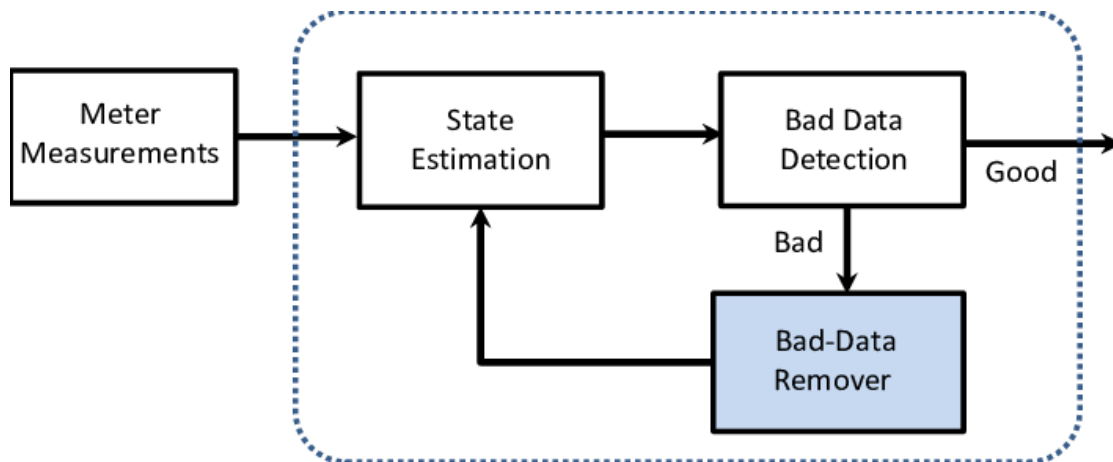 Meter
Measurements
State
Estimation
Bad Data
Detection
Good
Bad
Bad-Data
Remover